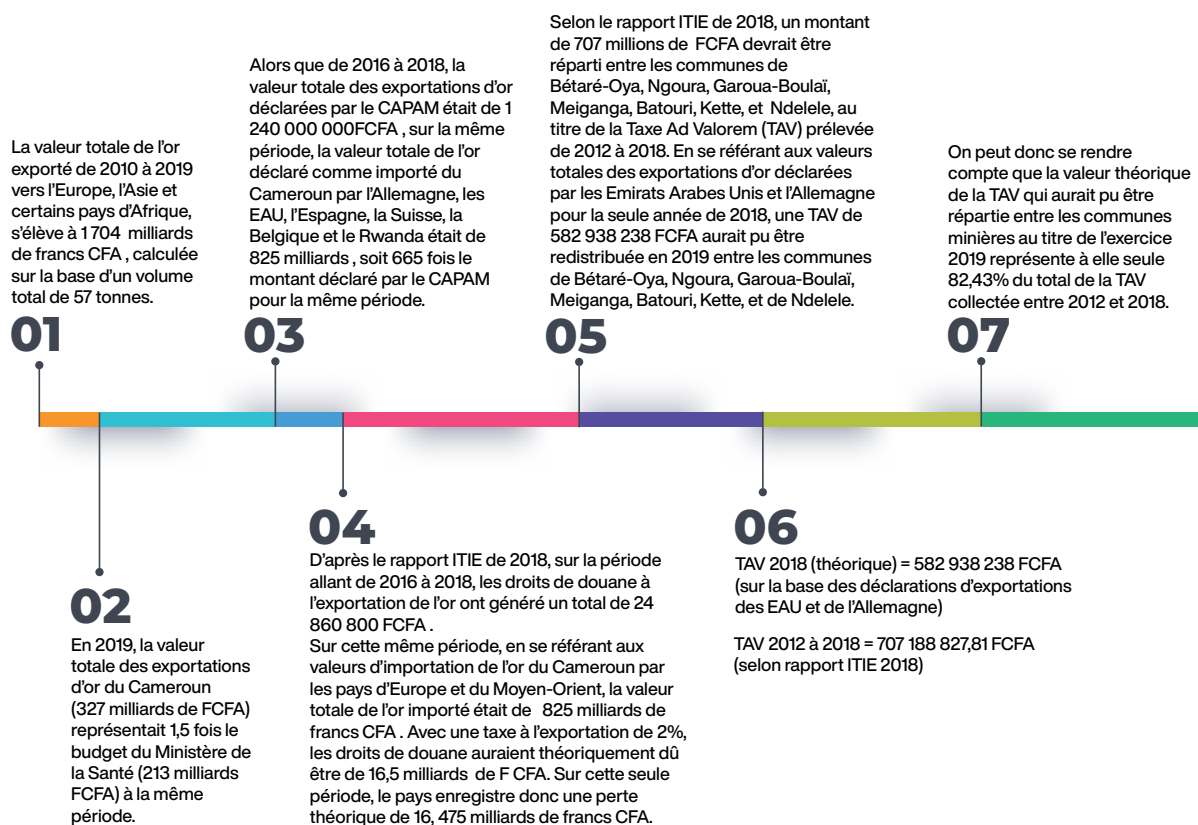 La valeur totale de l'or
exporté de 2010 à 2019
vers l'Europe, l'Asie et
certains pays d'Afrique,
s'élève à 1 704 milliards
de francs CFA , calculée
sur la base d'un volume
total de 57 tonnes.
01
02
En 2019, la valeur
totale des exportations
d'or du Cameroun
(327 milliards de FCFA)
représentait 1,5 fois le
budget du Ministère de
la Santé (213 milliards
FCFA) à la même
période.
Alors que de 2016 à 2018, la
valeur totale des exportations d'or
déclarées par le CAPAM était de 1
240 000 000FCFA , sur la même
période, la valeur totale de l'or
déclaré comme importé du
Cameroun par l'Allemagne, les
EAU, l'Espagne, la Suisse, la
Belgique et le Rwanda était de
825 milliards , soit 665 fois le
montant déclaré par le CAPAM
pour la même période.
03
04
D'après le rapport ITIE de 2018, sur la période
allant de 2016 à 2018, les droits de douane à
l'exportation de l'or ont généré un total de 24
860 800 FCFA .
Sur cette même période, en se référant aux
valeurs d'importation de l'or du Cameroun par
les pays d'Europe et du Moyen-Orient, la valeur
totale de l'or importé était de 825 milliards de
francs CFA . Avec une taxe à l'exportation de 2%,
les droits de douane auraient théoriquement dû
être de 16,5 milliards de F CFA. Sur cette seule
période, le pays enregistre donc une perte
théorique de 16, 475 milliards de francs CFA.
Selon le rapport ITIE de 2018, un montant
de 707 millions de FCFA devrait être
réparti entre les communes de
Bétaré-Oya, Ngoura, Garoua-Boulaï,
Meiganga, Batouri, Kette, et Ndelele, au
titre de la Taxe Ad Valorem (TAV) prélevée
de 2012 à 2018. En se référant aux valeurs
totales des exportations d'or déclarées
par les Emirats Arabes Unis et l'Allemagne
pour la seule année de 2018, une TAV de
582 938 238 FCFA aurait pu être
redistribuée en 2019 entre les communes
de Bétaré-Oya, Ngoura, Garoua-Boulaï,
Meiganga, Batouri, Kette, et de Ndelele.
05
06
TAV 2018 (théorique) = 582 938 238 FCFA
(sur la base des déclarations d'exportations
des EAU et de l'Allemagne)
TAV 2012 à 2018 = 707 188 827,81 FCFA
(selon rapport ITIE 2018)
On peut donc se rendre
compte que la valeur théorique
de la TAV qui aurait pu être
répartie entre les communes
minières au titre de l'exercice
2019 représente à elle seule
82,43% du total de la TAV
collectée entre 2012 et 2018.
07